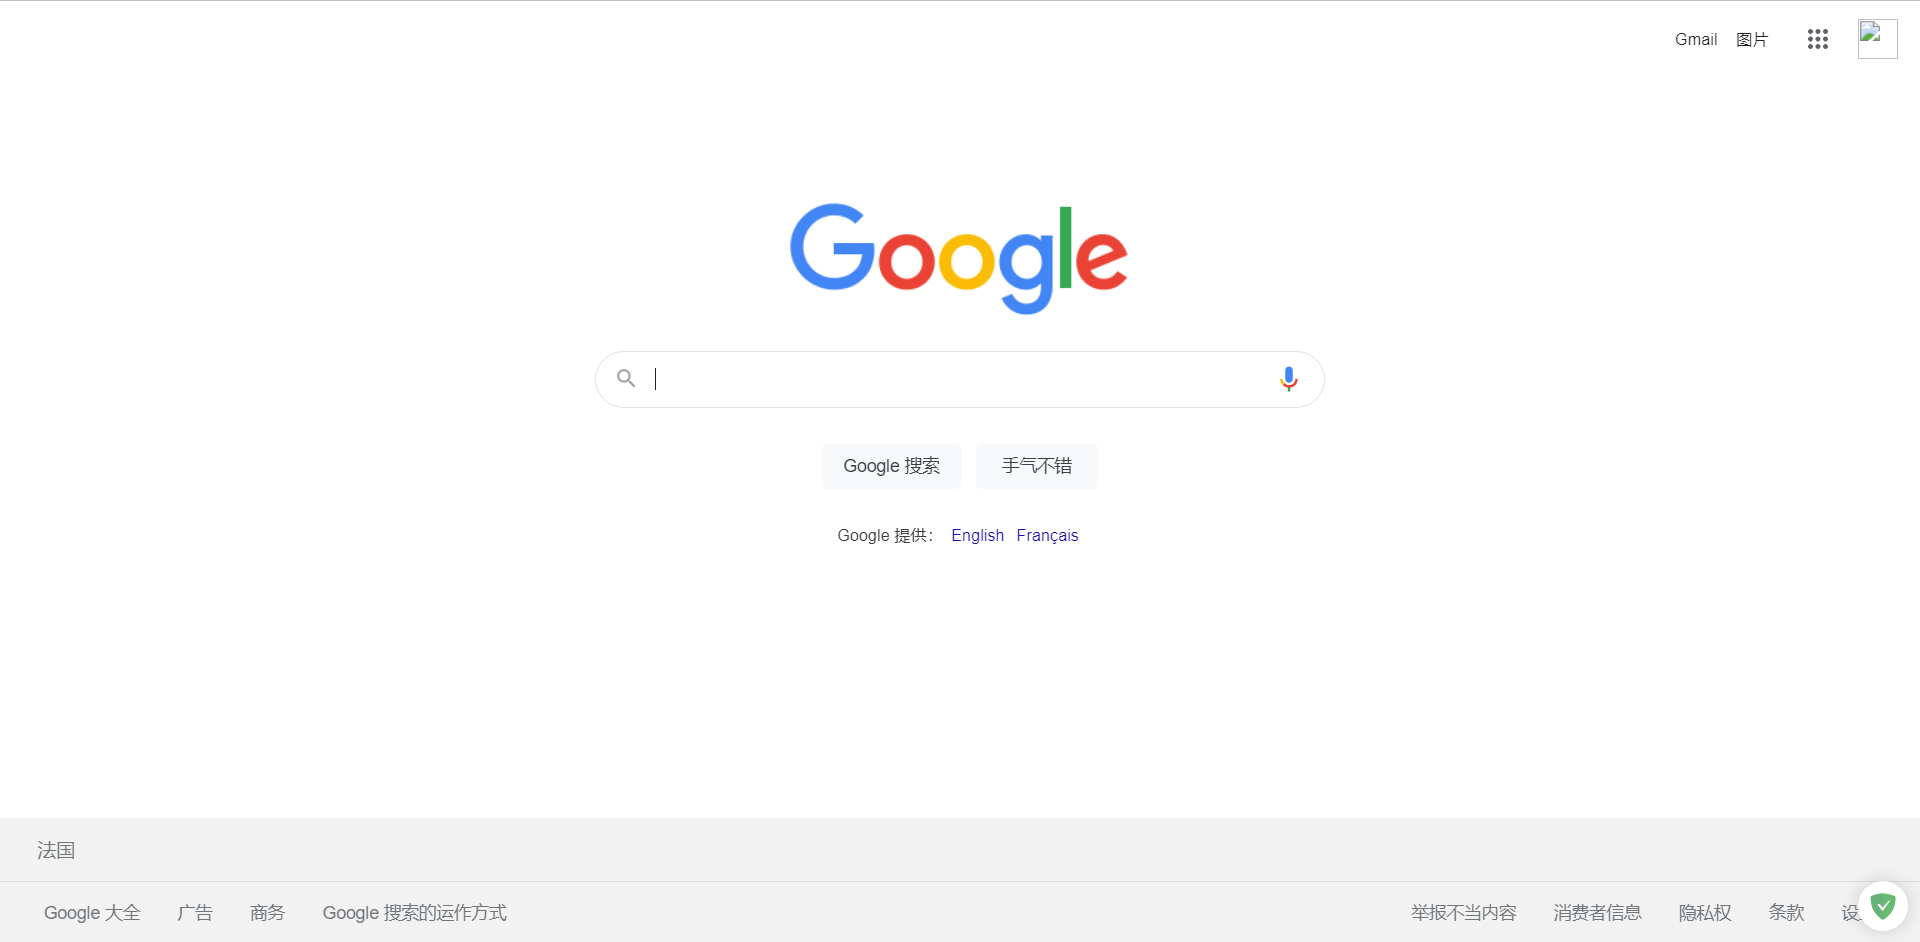 Gmail 图片
Google
Google 搜索 手气不错
Google 提供： English Français
法国
Google 大全 广告 商务 Google 搜索的运作方式 举报不当内容 消费者信息 隐私权 条款 设